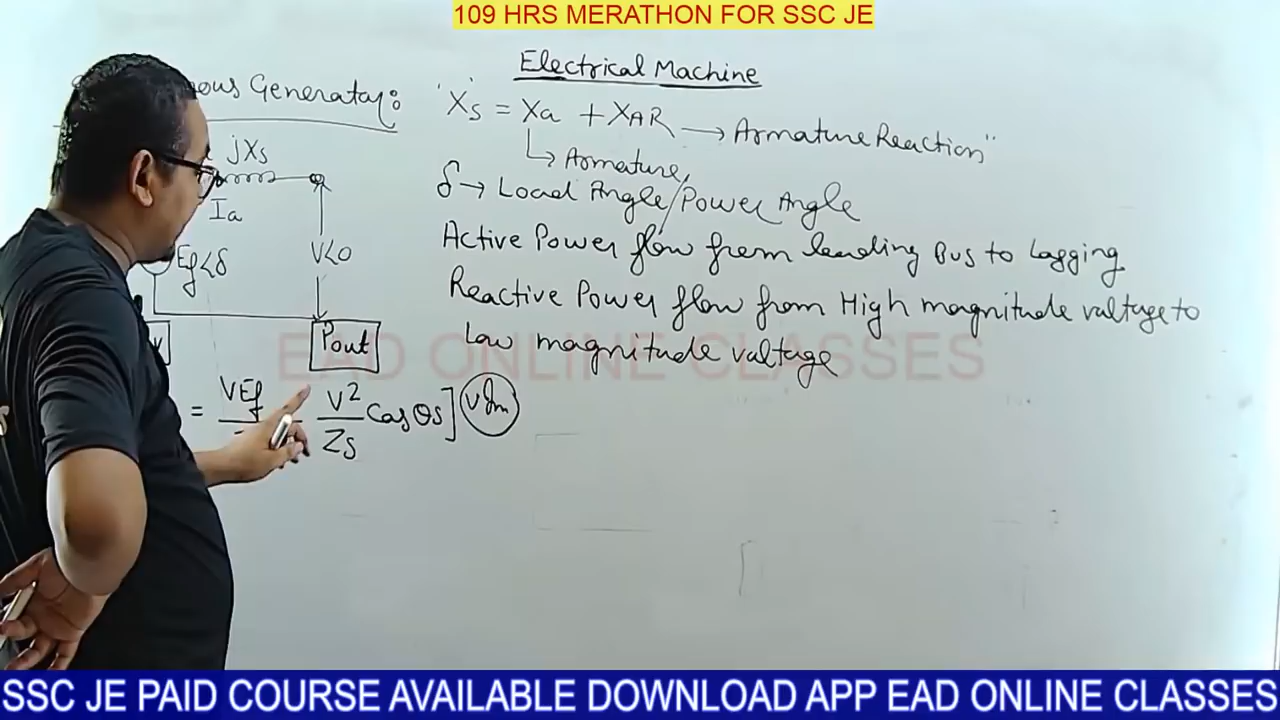 109 HRS MERATHON FOR SSC JE
Electrical Machine
ous Generator:
'Xs = Xa + XAR → Armature Reaction"
↳ Armature
δ → Load Angle/Power Angle
Active Power flow from leading Bus to Lagging
Reactive Power flow from High magnitude voltage to
Low magnitude voltage
jXs
Ia
Ef<δ
V<0
Pout
= VEf - V²/Zs Cos θs]
EAD ONLINE CLASSES
SSC JE PAID COURSE AVAILABLE DOWNLOAD APP EAD ONLINE CLASSES